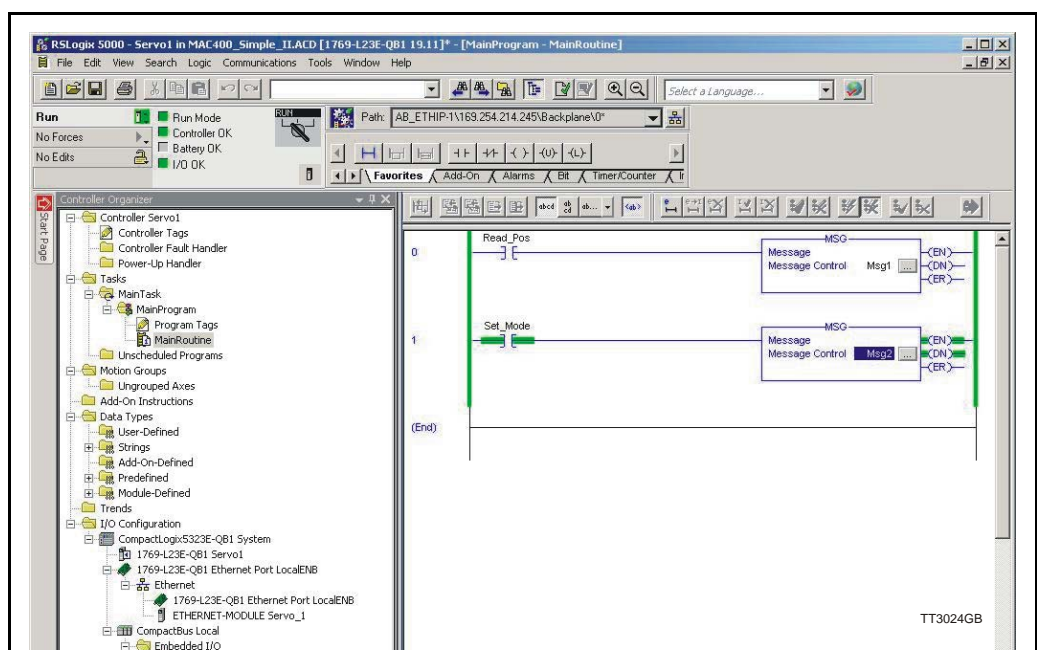 RSLogix 5000 - Servo1 in MAC400_Simple_II.ACD [1769-L23E-QB1 19.11]* - [MainProgram - MainRoutine]
File Edit View Search Logic Communications Tools Window Help
Select a Language...
Run
Run Mode
RUN
Path: AB_ETHIP-1\169.254.214.245\Backplane\0*
No Forces
Controller OK
Battery OK
No Edits
I/O OK
Favorites Add-On Alarms Bit Timer/Counter
Controller Organizer
Start Page
Controller Servo1
Controller Tags
Controller Fault Handler
Power-Up Handler
Tasks
MainTask
MainProgram
Program Tags
MainRoutine
Unscheduled Programs
Motion Groups
Ungrouped Axes
Add-On Instructions
Data Types
User-Defined
Strings
Add-On-Defined
Predefined
Module-Defined
Trends
I/O Configuration
CompactLogix5323E-QB1 System
1769-L23E-QB1 Servo1
1769-L23E-QB1 Ethernet Port LocalENB
Ethernet
1769-L23E-QB1 Ethernet Port LocalENB
ETHERNET-MODULE Servo_1
CompactBus Local
Embedded I/O
0
Read_Pos
MSG
Message
Message Control Msg1 ...
(EN)
(DN)
(ER)
1
Set_Mode
MSG
Message
Message Control Msg2 ...
(EN)
(DN)
(ER)
(End)
TT3024GB